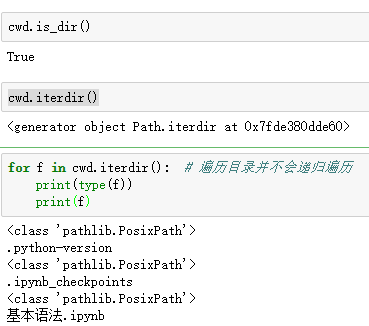 cwd.is_dir()
True
cwd.iterdir()
<generator object Path.iterdir at 0x7fde380dde60>
for f in cwd.iterdir():  # 遍历目录并不会递归遍历
    print(type(f))
    print(f)
<class 'pathlib.PosixPath'>
.python-version
<class 'pathlib.PosixPath'>
.ipynb_checkpoints
<class 'pathlib.PosixPath'>
基本语法.ipynb